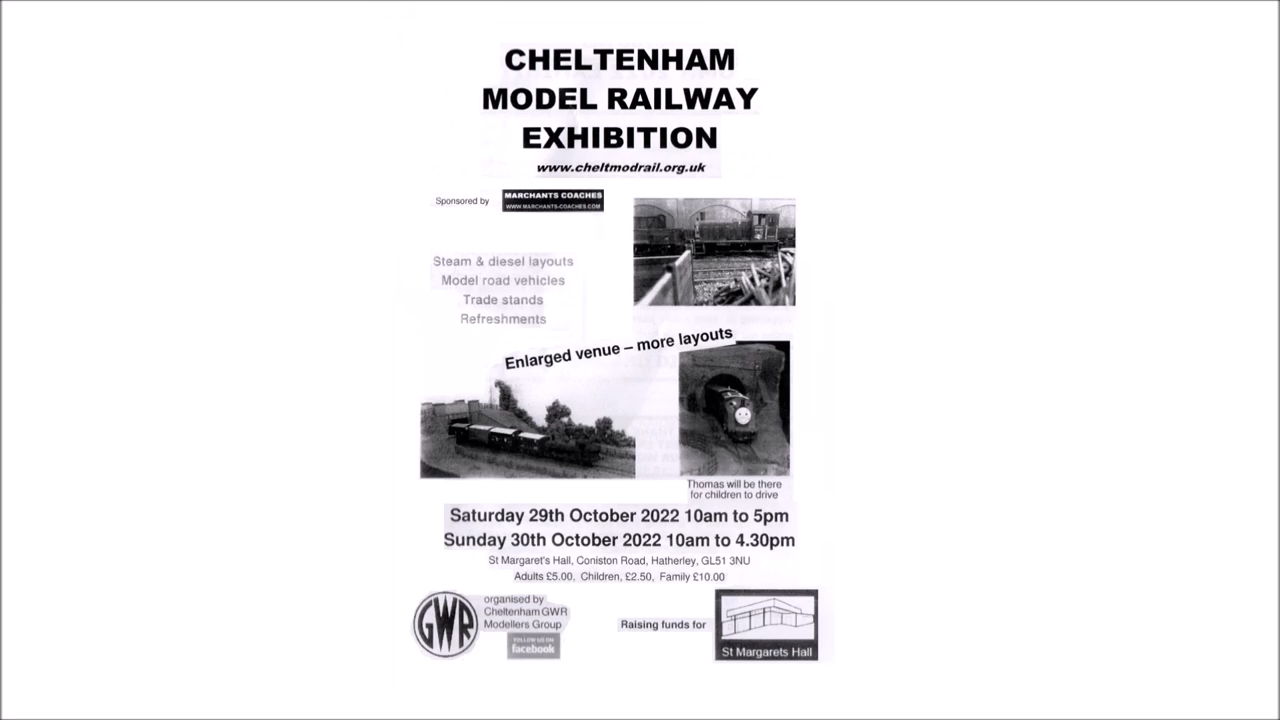 CHELTENHAM
MODEL RAILWAY
EXHIBITION
www.cheltmodrail.org.uk
Sponsored by
MARCHANTS COACHES
WWW.MARCHANTS-COACHES.COM
Steam & diesel layouts
Model road vehicles
Trade stands
Refreshments
Enlarged venue – more layouts
Thomas will be there
for children to drive
Saturday 29th October 2022 10am to 5pm
Sunday 30th October 2022 10am to 4.30pm
St Margaret's Hall, Coniston Road, Hatherley, GL51 3NU
Adults £5.00, Children, £2.50, Family £10.00
GWR
organised by
Cheltenham GWR
Modellers Group
FOLLOW US ON
facebook
Raising funds for
St Margarets Hall